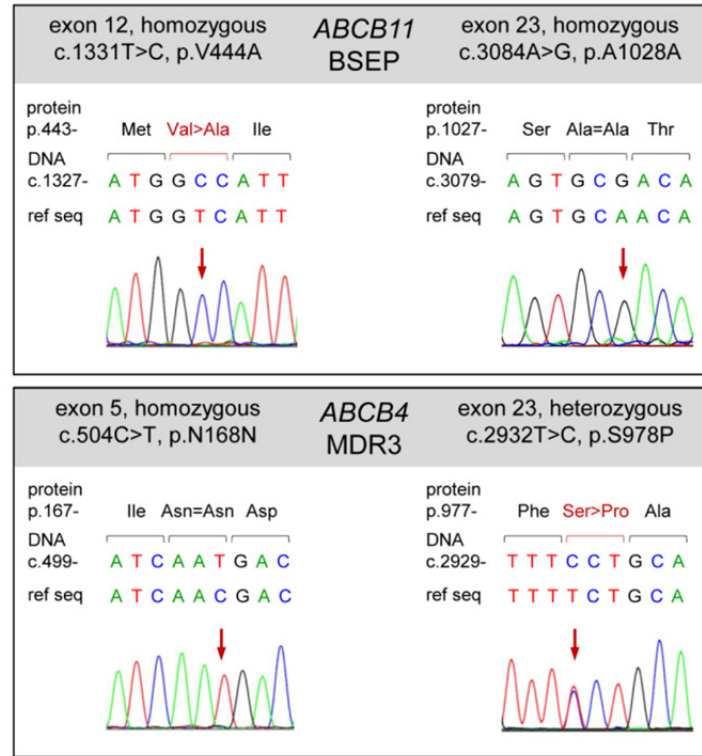 exon 12, homozygous
c.1331T>C, p.V444A
ABCB11
BSEP
exon 23, homozygous
c.3084A>G, p.A1028A
protein
p.443- Met Val>Ala Ile
DNA
c.1327- A T G G C C A T T
ref seq A T G G T C A T T
protein
p.1027- Ser Ala=Ala Thr
DNA
c.3079- A G T G C G A C A
ref seq A G T G C A A C A
exon 5, homozygous
c.504C>T, p.N168N
ABCB4
MDR3
exon 23, heterozygous
c.2932T>C, p.S978P
protein
p.167- Ile Asn=Asn Asp
DNA
c.499- A T C A A T G A C
ref seq A T C A A C G A C
protein
p.977- Phe Ser>Pro Ala
DNA
c.2929- T T T C C T G C A
ref seq T T T T C T G C A